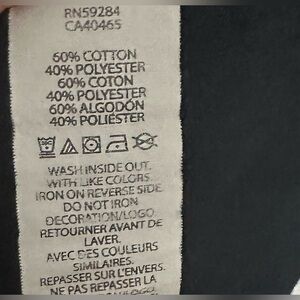 RN59284
CA40465
60% COTTON
40% POLYESTER
60% COTON
40% POLYESTER
60% ALGODÓN
40% POLIÉSTER
WASH INSIDE OUT.
WITH LIKE COLORS.
IRON ON REVERSE SIDE.
DO NOT IRON
DECORATION/LOGO.
RETOURNER AVANT DE
LAVER.
AVEC DES COULEURS
SIMILAIRES.
REPASSER SUR L'ENVERS.
NE PAS REPASSER LA